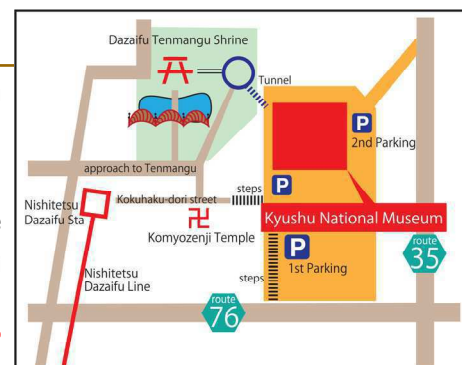 Dazaifu Tenmangu Shrine
Tunnel
P
2nd Parking
approach to Tenmangu
Nishitetsu
Dazaifu Sta
Kokuhaku-dori street
steps
P
Kyushu National Museum
卍
Komyozenji Temple
P
1st Parking
steps
route
35
Nishitetsu
Dazaifu Line
route
76